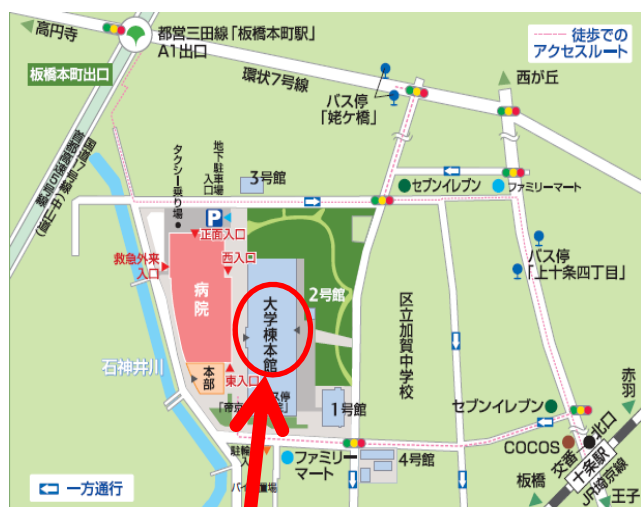 高円寺
都営三田線「板橋本町駅」
A1出口
板橋本町出口
環状7号線
徒歩での
アクセスルート
西が丘
バス停
「姥ケ橋」
首都高速5号線
タクシー乗り場
地下駐車場
入口
3号館
セブンイレブン
ファミリーマート
P
正面入口
救急外来
入口
西入口
病院
大学棟本館
2号館
バス停
「上十条四丁目」
区立加賀中学校
石神井川
本部
東入口
1号館
セブンイレブン
赤羽
北口
COCOS
交番
十条駅
JR埼京線
ファミリー
マート
4号館
板橋
王子
一方通行